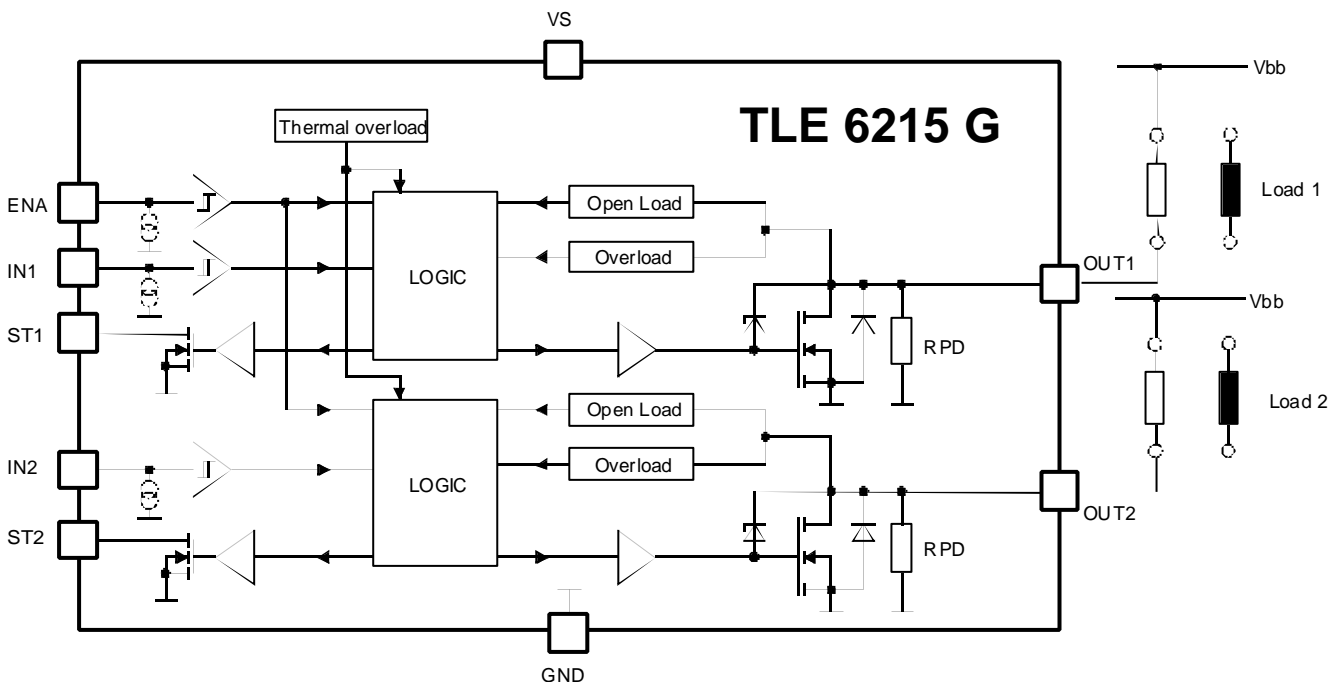 VS
Vbb
TLE 6215 G
Thermal overload
ENA
Open Load
Load 1
IN1
Overload
LOGIC
OUT1
Vbb
ST1
RPD
Open Load
Load 2
IN2
Overload
LOGIC
OUT2
ST2
RPD
GND